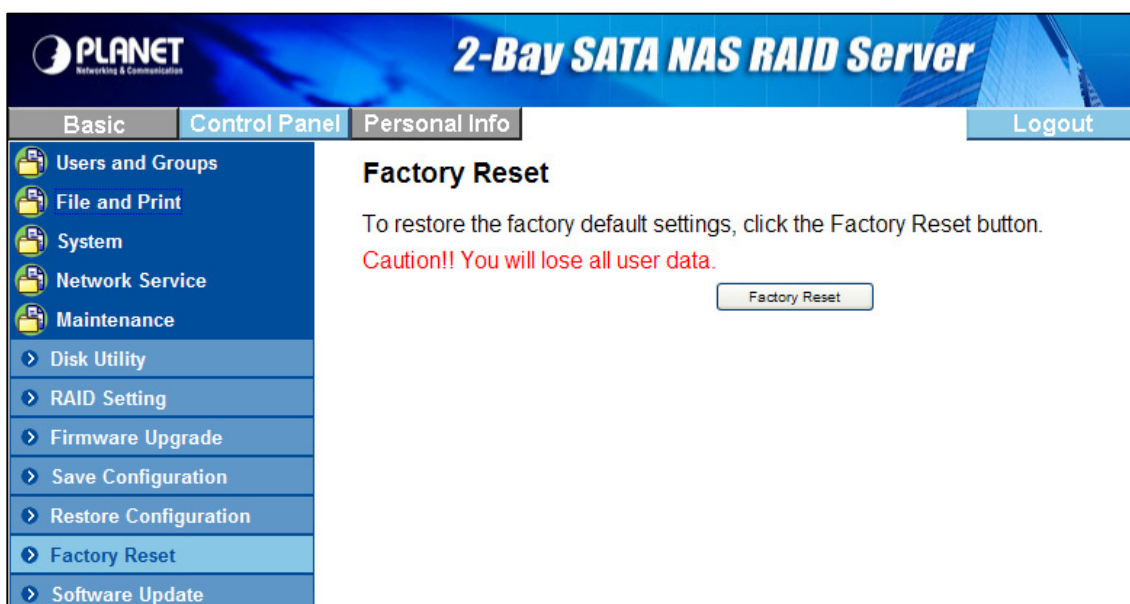 PLANET
Networking & Communication
2-Bay SATA NAS RAID Server
Basic
Control Panel
Personal Info
Logout
Users and Groups
File and Print
System
Network Service
Maintenance
Disk Utility
RAID Setting
Firmware Upgrade
Save Configuration
Restore Configuration
Factory Reset
Software Update
Factory Reset
To restore the factory default settings, click the Factory Reset button.
Caution!! You will lose all user data.
Factory Reset